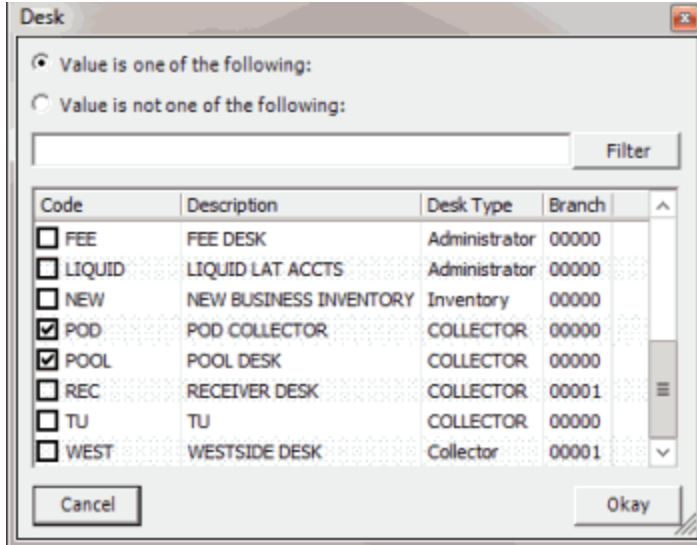 Desk
Value is one of the following:
Value is not one of the following:
Filter
Code Description Desk Type Branch
FEE FEE DESK Administrator 00000
LIQUID LIQUID LAT ACCTS Administrator 00000
NEW NEW BUSINESS INVENTORY Inventory 00000
POD POD COLLECTOR COLLECTOR 00000
POOL POOL DESK COLLECTOR 00000
REC RECEIVER DESK COLLECTOR 00001
TU TU COLLECTOR 00000
WEST WESTSIDE DESK Collector 00001
Cancel Okay